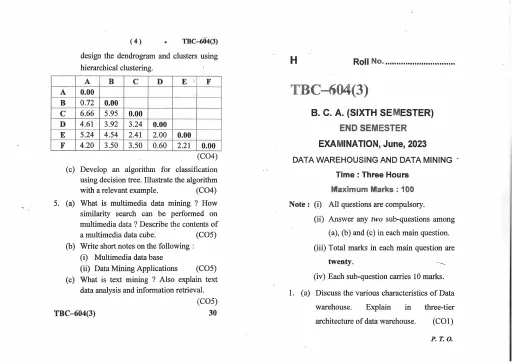 ( 4 ) TBC–604(3)
design the dendrogram and clusters using
hierarchical clustering.
A B C D E F
A 0.00
B 0.72 0.00
C 6.66 5.95 0.00
D 4.61 3.92 3.24 0.00
E 5.24 4.54 2.41 2.00 0.00
F 4.20 3.50 3.50 0.60 2.21 0.00
(CO4)
(c) Develop an algorithm for classification
using decision tree. Illustrate the algorithm
with a relevant example. (CO4)
5. (a) What is multimedia data mining ? How
similarity search can be performed on
multimedia data ? Describe the contents of
a multimedia data cube. (CO5)
(b) Write short notes on the following :
(i) Multimedia data base
(ii) Data Mining Applications (CO5)
(c) What is text mining ? Also explain text
data analysis and information retrieval.
(CO5)
TBC–604(3) 30
H Roll No. ...............................
TBC–604(3)
B. C. A. (SIXTH SEMESTER)
END SEMESTER
EXAMINATION, June, 2023
DATA WAREHOUSING AND DATA MINING
Time : Three Hours
Maximum Marks : 100
Note : (i) All questions are compulsory.
(ii) Answer any two sub-questions among
(a), (b) and (c) in each main question.
(iii) Total marks in each main question are
twenty.
(iv) Each sub-question carries 10 marks.
1. (a) Discuss the various characteristics of Data
warehouse. Explain in three-tier
architecture of data warehouse. (CO1)
P. T. O.